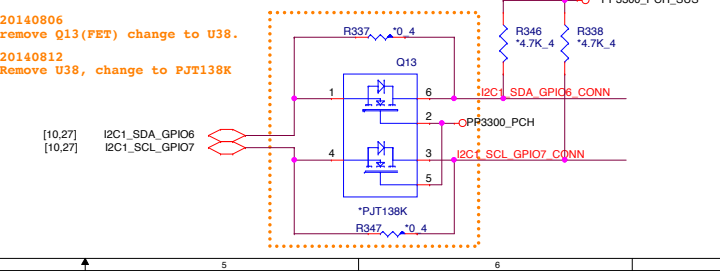 20140806
remove Q13(FET) change to U38.
20140812
Remove U38, change to PJT138K
R337 *0_4
Q13
R346
*4.7K_4
R338
*4.7K_4
1
6
I2C1_SDA_GPIO6_CONN
2
PP3300_PCH
[10,27] I2C1_SDA_GPIO6
[10,27] I2C1_SCL_GPIO7
4
3
I2C1_SCL_GPIO7_CONN
5
*PJT138K
R347 *0_4
5
6